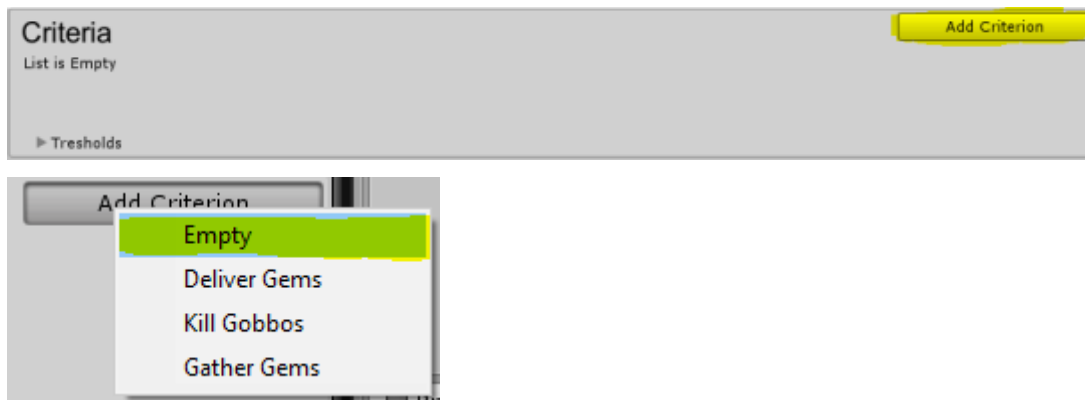 Criteria
Add Criterion
List is Empty
Tresholds
Add Criterion
Empty
Deliver Gems
Kill Gobbos
Gather Gems